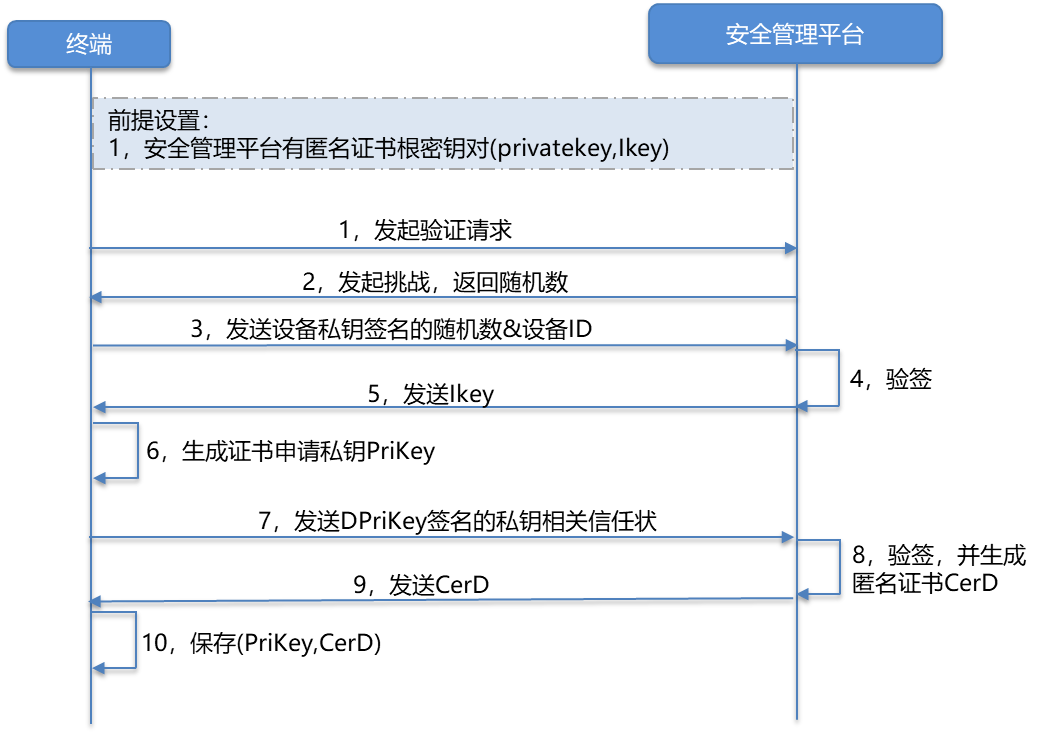 终端
安全管理平台
前提设置：
1，安全管理平台有匿名证书根密钥对(privatekey,Ikey)
1，发起验证请求
2，发起挑战，返回随机数
3，发送设备私钥签名的随机数&设备ID
4，验签
5，发送Ikey
6，生成证书申请私钥PriKey
7，发送DPriKey签名的私钥相关信任状
8，验签，并生成
匿名证书CerD
9，发送CerD
10，保存(PriKey,CerD)